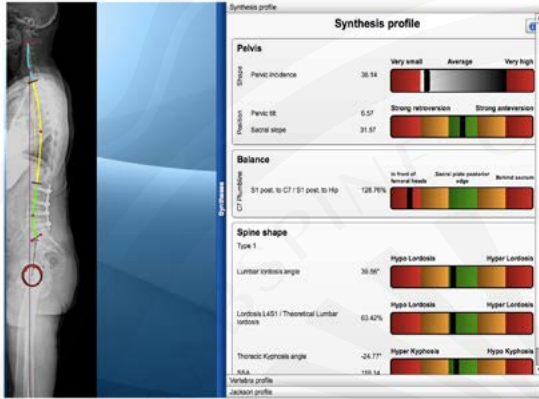 Synthesis profile
Synthesis profile
Pelvis
Shape
Pelvic incidence 38.14
Very small Average Very high
Position
Pelvic tilt 6.57
Sacral slope 31.57
Strong retroversion Strong anteversion
Balance
C7 Plumbline
S1 post. to C7 / S1 post. to Hip 128.76%
In front of femoral heads
Sacral plate posterior edge
Behind sacrum
Spine shape
Type 1
Lumbar lordosis angle 39.96°
Hypo Lordosis Hyper Lordosis
Lordosis L4S1 / Theoretical Lumbar lordosis 63.42%
Hypo Lordosis Hyper Lordosis
Thoracic Kyphosis angle -24.77°
Hyper Kyphosis Hypo Kyphosis
Vertebra profile
Jackson profile